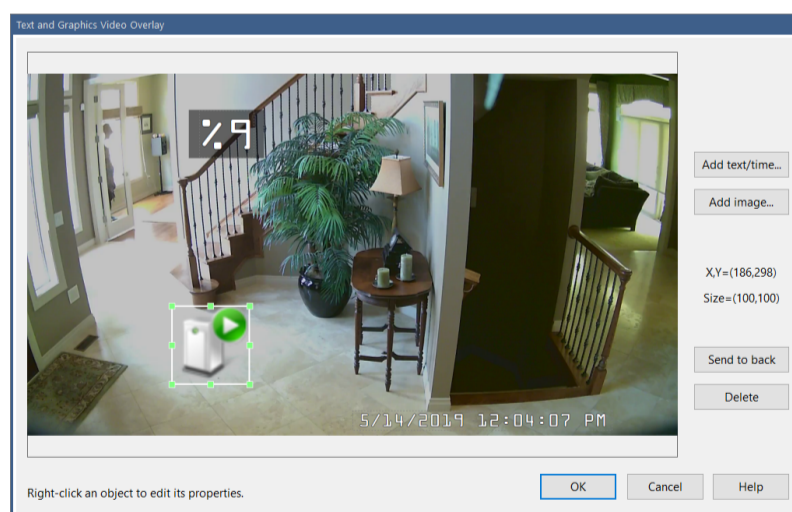 Text and Graphics Video Overlay
%9
Add text/time...
Add image...
X,Y=(186,298)
Size=(100,100)
Send to back
Delete
5/14/2019 12:04:07 PM
Right-click an object to edit its properties.
OK
Cancel
Help